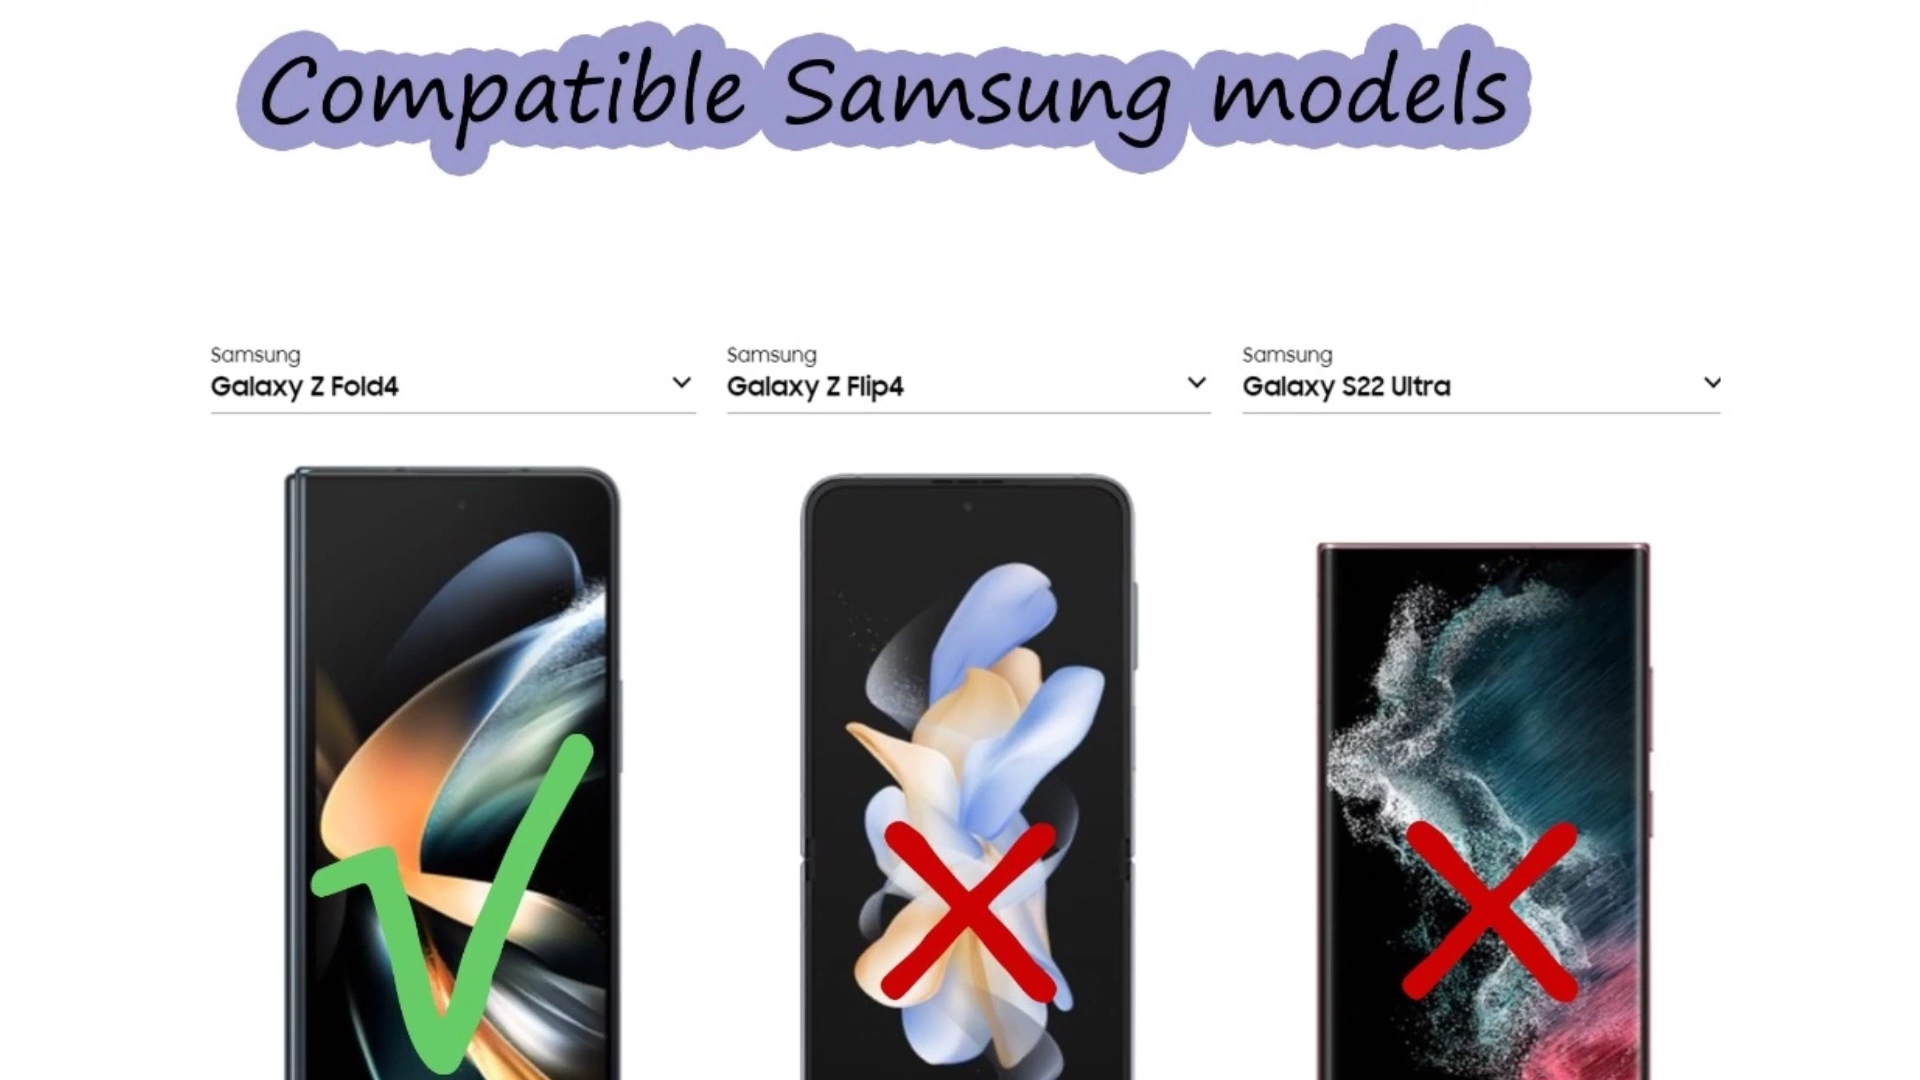 Compatible Samsung models
Samsung
Galaxy Z Fold4
Samsung
Galaxy Z Flip4
Samsung
Galaxy S22 Ultra